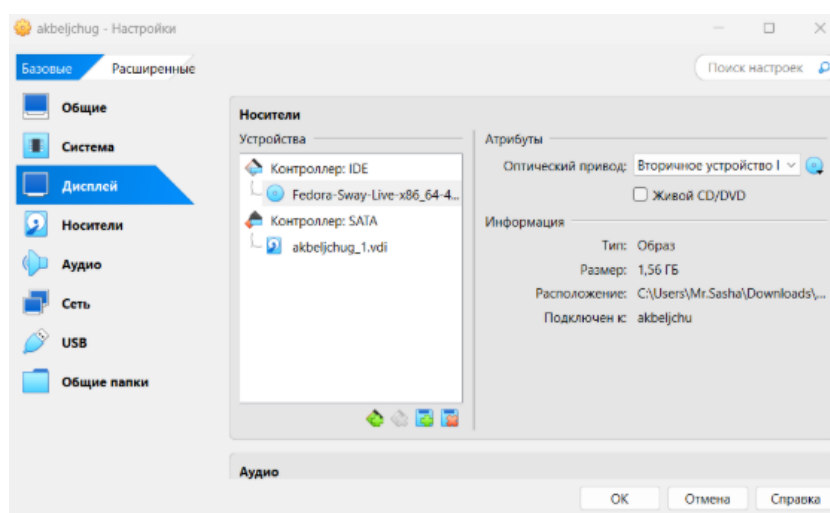 akbeljchug - Настройки
Базовые Расширенные
Поиск настроек
Общие
Система
Дисплей
Носители
Аудио
Сеть
USB
Общие папки
Носители
Устройства
Контроллер: IDE
Fedora-Sway-Live-x86_64-4...
Контроллер: SATA
akbeljchug_1.vdi
Атрибуты
Оптический привод: Вторичное устройство I
Живой CD/DVD
Информация
Тип: Образ
Размер: 1,56 ГБ
Расположение: C:\Users\Mr.Sasha\Downloads\...
Подключен к: akbeljchu
Аудио
OK Отмена Справка